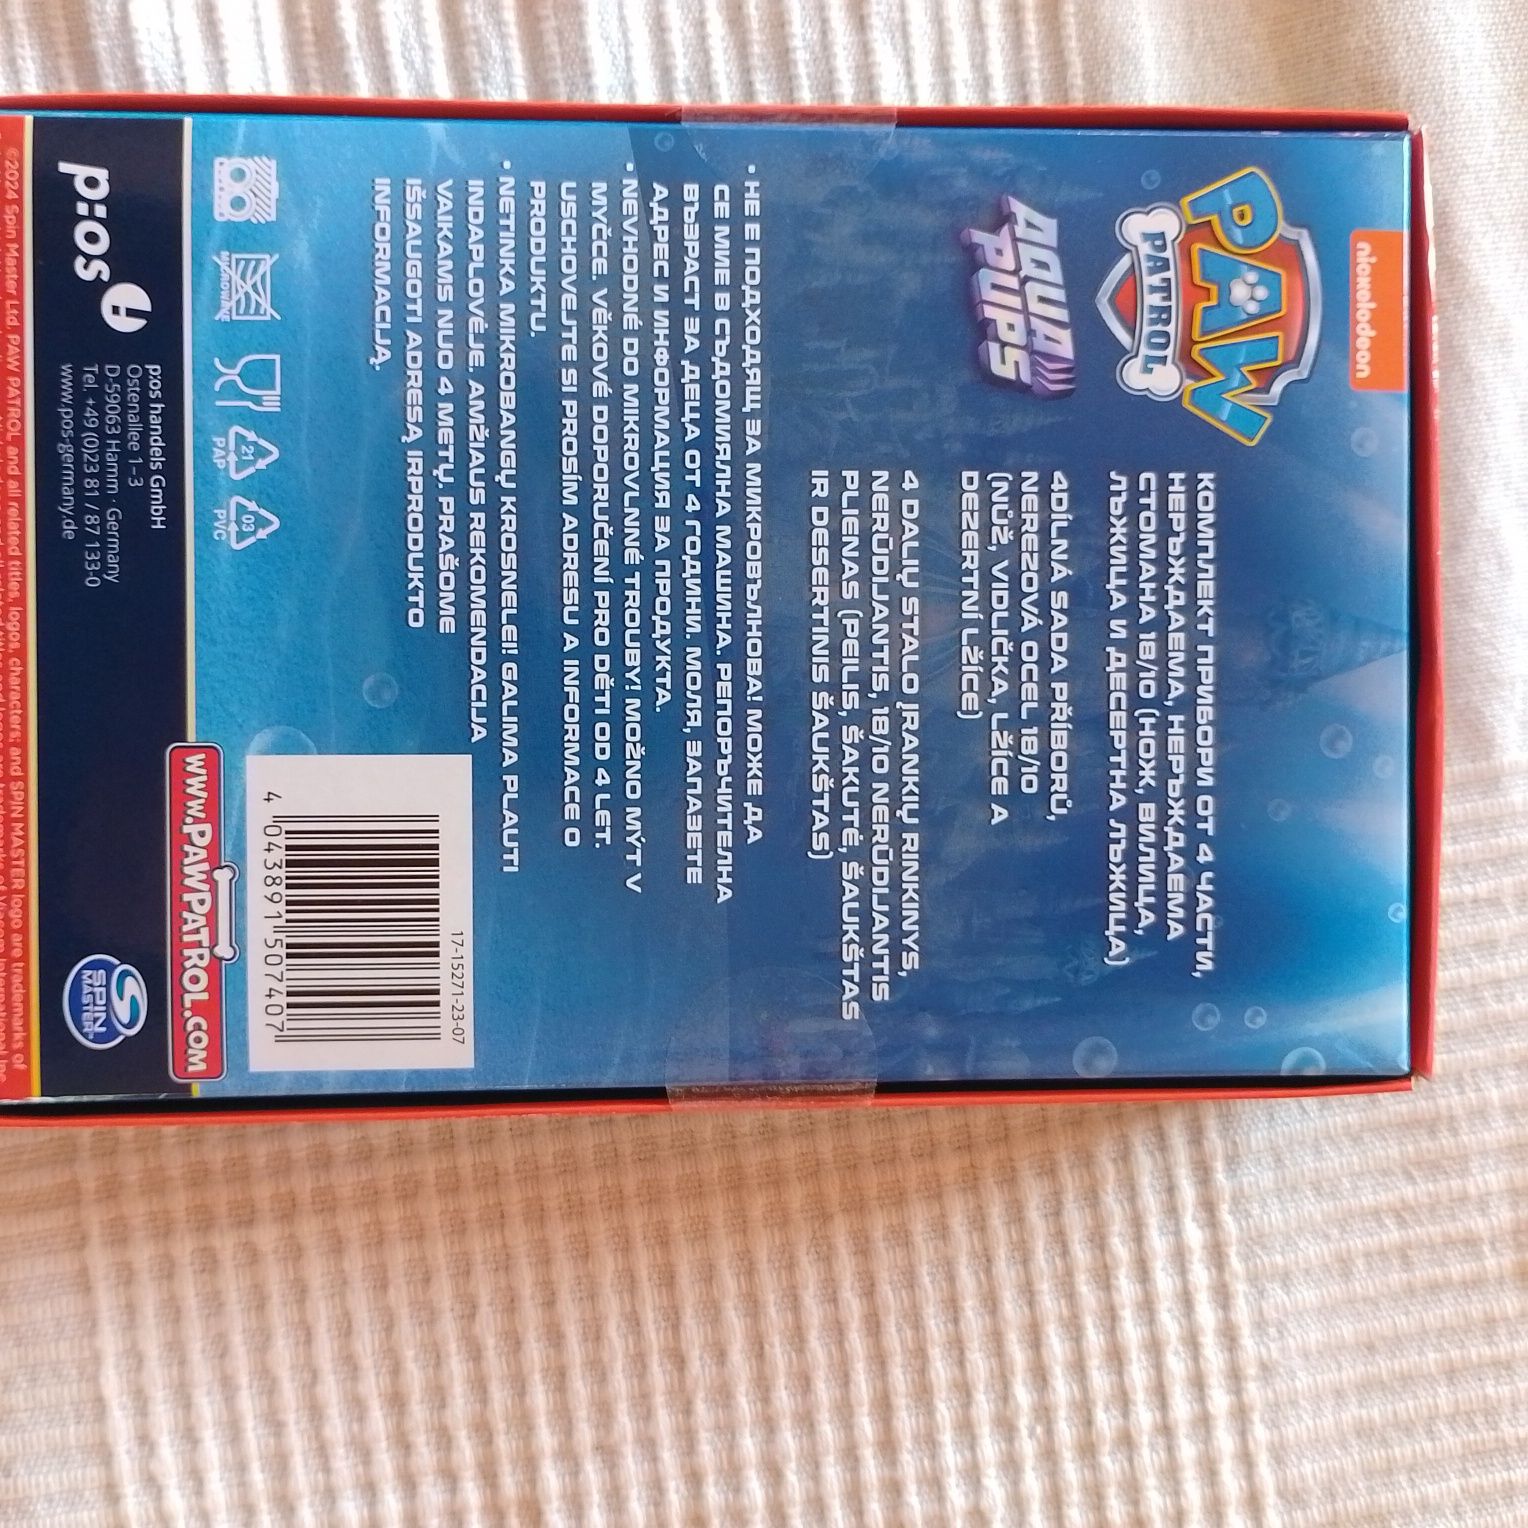 nickelodeon
PAW
PATROL
AQUA
PUPS
КОМПЛЕКТ ПРИБОРИ ОТ 4 ЧАСТИ,
НЕРЪЖДАЕМА, НЕРЪЖДАЕМА
СТОМАНА 18/10 (НОЖ, ВИЛИЦА,
ЛЪЖИЦА И ДЕСЕРТНА ЛЪЖИЦА)
4DÍLNÁ SADA PŘÍBORŮ,
NEREZOVÁ OCEL 18/10
(NŮŽ, VIDLIČKA, LŽÍCE A
DEZERTNÍ LŽÍCE)
4 DALIŲ STALO ĮRANKIŲ RINKINYS,
NERŪDIJANTIS, 18/10 NERŪDIJANTIS
PLIENAS (PEILIS, ŠAKUTĖ, ŠAUKŠTAS
IR DESERTINIS ŠAUKŠTAS)
• НЕ Е ПОДХОДЯЩ ЗА МИКРОВЪЛНОВА! МОЖЕ ДА
СЕ МИЕ В СЪДОМИЯЛНА МАШИНА. РЕПОРЪЧИТЕЛНА
ВЪЗРАСТ ЗА ДЕЦА ОТ 4 ГОДИНИ. МОЛЯ, ЗАПАЗЕТЕ
АДРЕС И ИНФОРМАЦИЯ ЗА ПРОДУКТА.
• NEVHODNÉ DO MIKROVLNNÉ TROUBY! MOŽNO MÝT V
MYČCE. VĚKOVÉ DOPORUČENÍ PRO DĚTI OD 4 LET.
USCHOVEJTE SI PROSÍM ADRESU A INFORMACE O
PRODUKTU.
• NETINKA MIKROBANGŲ KROSNELEI! GALIMA PLAUTI
INDAPLOVĖJE. AMŽIAUS REKOMENDACIJA
VAIKAMS NUO 4 METŲ. PRAŠOME
IŠSAUGOTI ADRESĄ IRPRODUKTO
INFORMACIJĄ.
17-15271-23-07
4 043891 507407
MICROWAVE
21
PAP
03
PVC
WWW.PAWPATROL.COM
p:os
p:os handels GmbH
Ostenallee 1–3
D-59063 Hamm · Germany
Tel. +49 (0)23 81 / 87 133-0
www.pos-germany.de
SPIN
MASTER™
©2024 Spin Master Ltd. PAW PATROL and all related titles, logos, characters; and SPIN MASTER logo are trademarks of